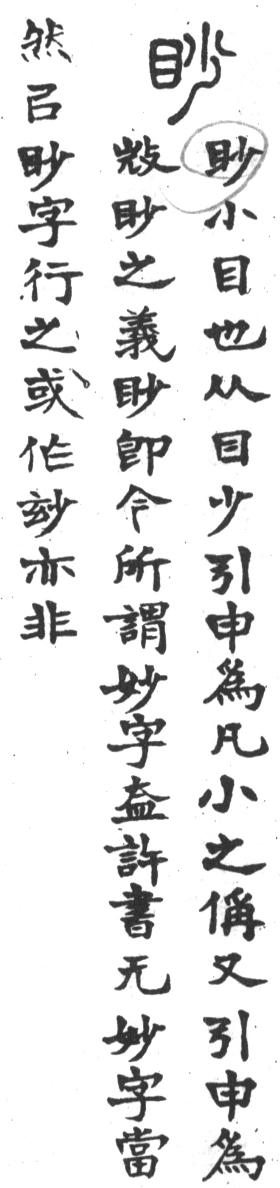 眇
眇小目也从目少引申為凡小之偁又引申為
㪚眇之義眇卽今所謂妙字葢許書无妙字當
然㠯眇字行之或作玅亦非